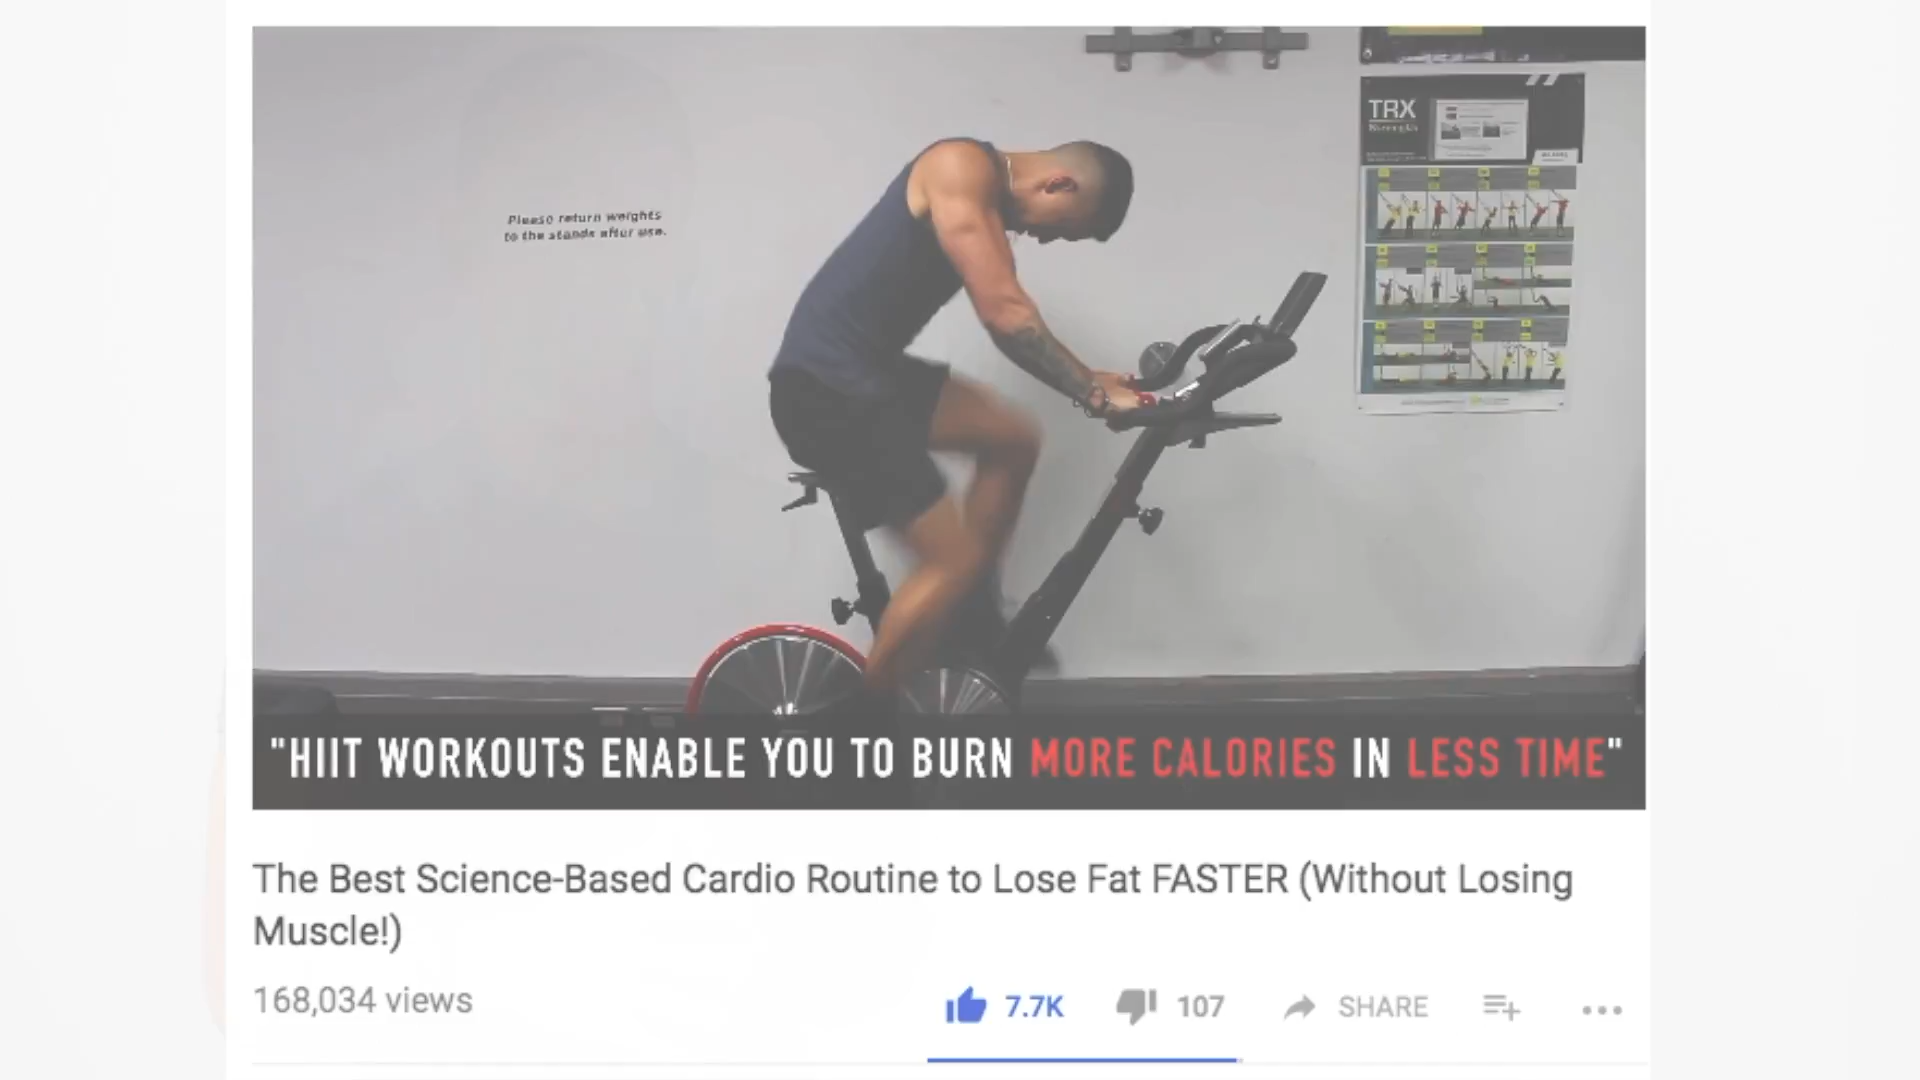 Please return weights
to the stands after use.
TRX
Strength
"HIIT WORKOUTS ENABLE YOU TO BURN MORE CALORIES IN LESS TIME"
The Best Science-Based Cardio Routine to Lose Fat FASTER (Without Losing
Muscle!)
168,034 views
7.7K
107
SHARE